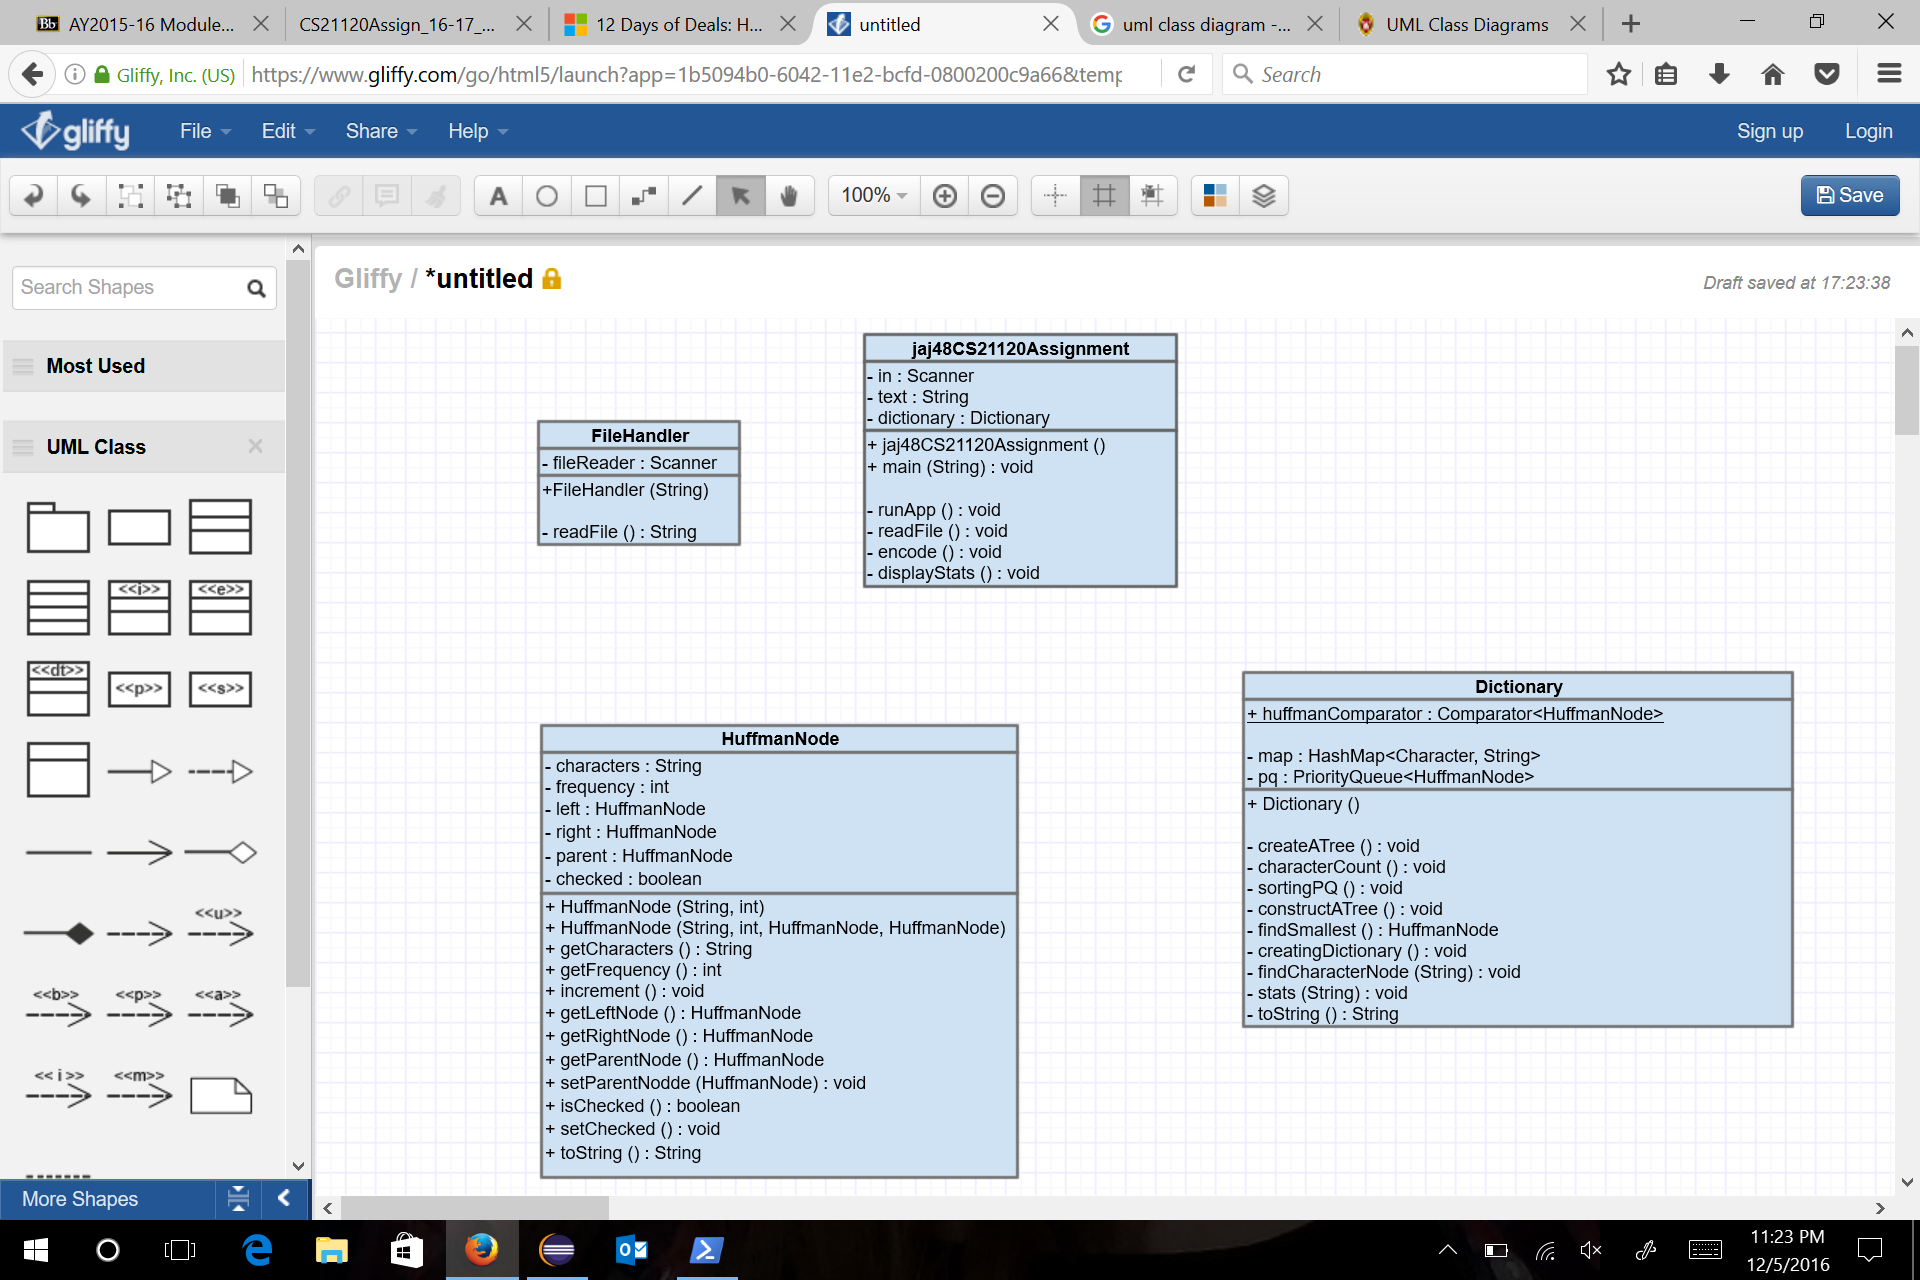 AY2015-16 Module...
CS21120Assign_16-17_...
12 Days of Deals: H...
untitled
uml class diagram -...
UML Class Diagrams
Gliffy, Inc. (US)
https://www.gliffy.com/go/html5/launch?app=1b5094b0-6042-11e2-bcfd-0800200c9a66&temp
Search
gliffy
File
Edit
Share
Help
Sign up
Login
A
100%
Save
Search Shapes
Gliffy / *untitled
Draft saved at 17:23:38
Most Used
UML Class
<<i>>
<<e>>
<<dt>>
<<p>>
<<s>>
<<u>>
<<b>>
<<p>>
<<a>>
<< i >>
<<m>>
More Shapes
jaj48CS21120Assignment
- in : Scanner
- text : String
- dictionary : Dictionary
+ jaj48CS21120Assignment ()
+ main (String) : void
- runApp () : void
- readFile () : void
- encode () : void
- displayStats () : void
FileHandler
- fileReader : Scanner
+FileHandler (String)
- readFile () : String
HuffmanNode
- characters : String
- frequency : int
- left : HuffmanNode
- right : HuffmanNode
- parent : HuffmanNode
- checked : boolean
+ HuffmanNode (String, int)
+ HuffmanNode (String, int, HuffmanNode, HuffmanNode)
+ getCharacters () : String
+ getFrequency () : int
+ increment () : void
+ getLeftNode () : HuffmanNode
+ getRightNode () : HuffmanNode
+ getParentNode () : HuffmanNode
+ setParentNodde (HuffmanNode) : void
+ isChecked () : boolean
+ setChecked () : void
+ toString () : String
Dictionary
+ huffmanComparator : Comparator<HuffmanNode>
- map : HashMap<Character, String>
- pq : PriorityQueue<HuffmanNode>
+ Dictionary ()
- createATree () : void
- characterCount () : void
- sortingPQ () : void
- constructATree () : void
- findSmallest () : HuffmanNode
- creatingDictionary () : void
- findCharacterNode (String) : void
- stats (String) : void
- toString () : String
11:23 PM
12/5/2016